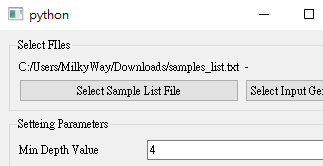 python
Select FIles
C:/Users/MilkyWay/Downloads/samples_list.txt -
Select Sample List File
Select Input Ge
Setteing Parameters
Min Depth Value
4